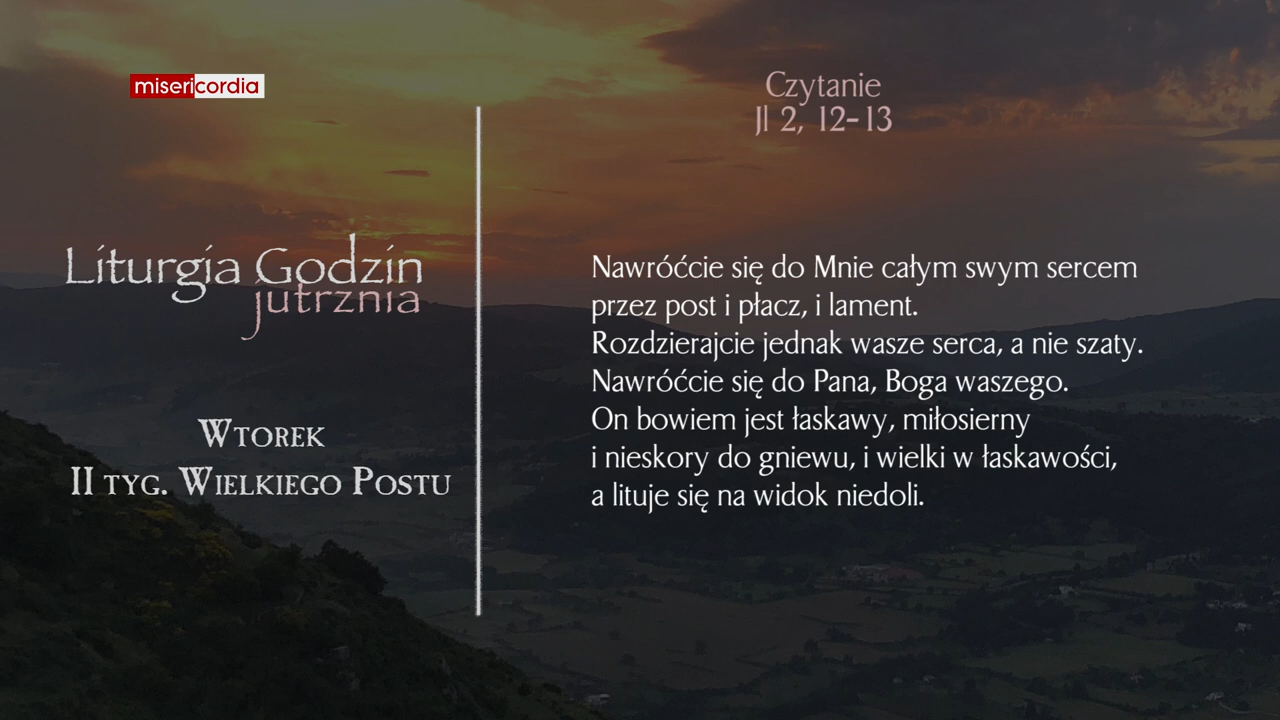 misericordia
Liturgia Godzin
jutrznia
Wtorek
II tyg. Wielkiego Postu
Czytanie
Jl 2, 12-13
Nawróćcie się do Mnie całym swym sercem
przez post i płacz, i lament.
Rozdzierajcie jednak wasze serca, a nie szaty.
Nawróćcie się do Pana, Boga waszego.
On bowiem jest łaskawy, miłosierny
i nieskory do gniewu, i wielki w łaskawości,
a lituje się na widok niedoli.